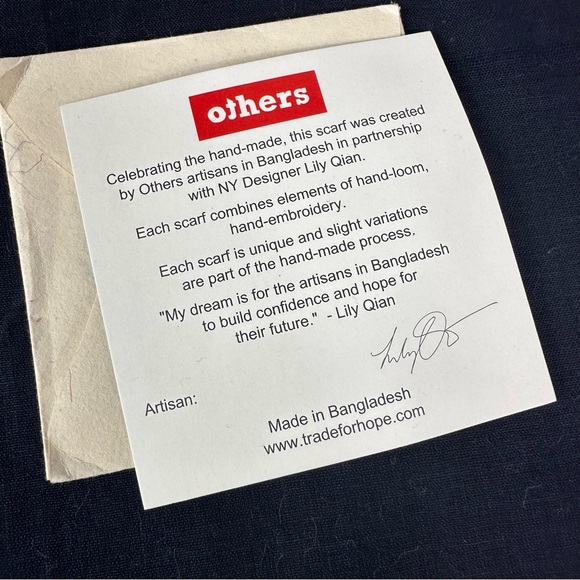 others
Celebrating the hand-made, this scarf was created
by Others artisans in Bangladesh in partnership
with NY Designer Lily Qian.
Each scarf combines elements of hand-loom,
hand-embroidery.
Each scarf is unique and slight variations
are part of the hand-made process.
"My dream is for the artisans in Bangladesh
to build confidence and hope for
their future." - Lily Qian
Artisan:
Made in Bangladesh
www.tradeforhope.com